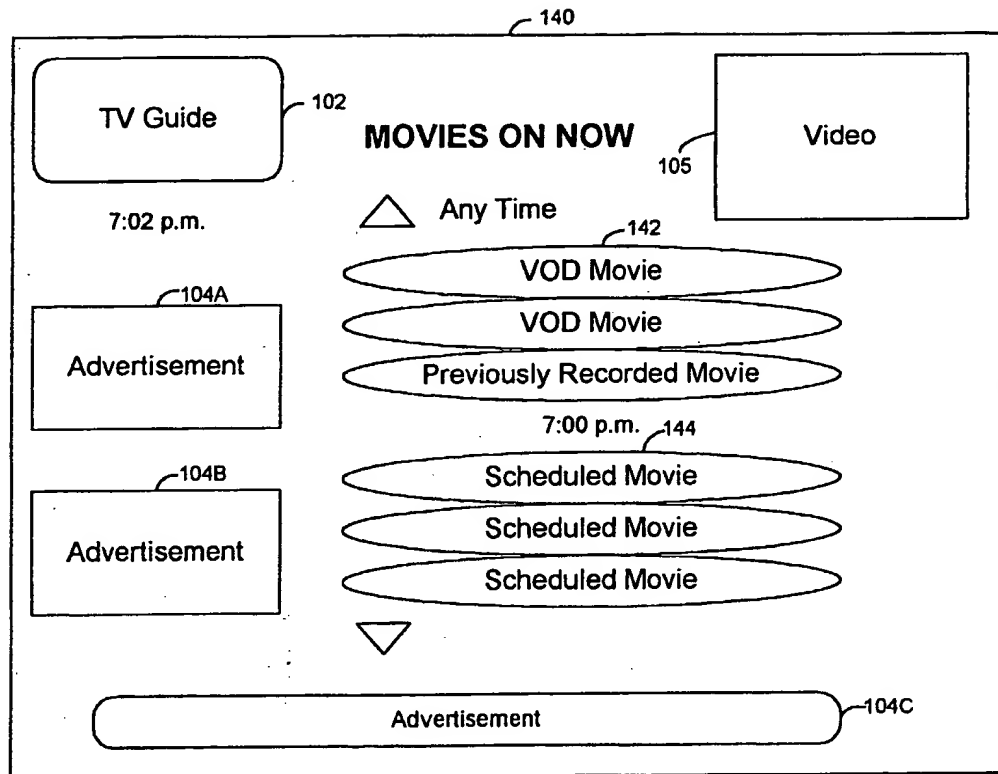 140
TV Guide
102
MOVIES ON NOW
105
Video
7:02 p.m.
Any Time
142
VOD Movie
VOD Movie
Previously Recorded Movie
104A
Advertisement
7:00 p.m.
144
Scheduled Movie
Scheduled Movie
Scheduled Movie
104B
Advertisement
Advertisement
104C